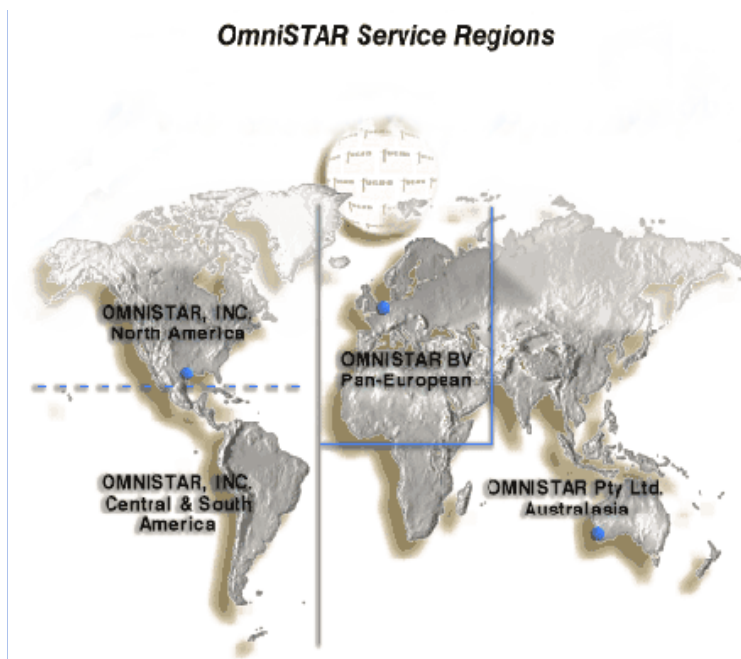 OmniSTAR Service Regions
OMNISTAR, INC.
North America
OMNISTAR BV
Pan-European
OMNISTAR, INC.
Central & South
America
OMNISTAR Pty Ltd.
Australasia